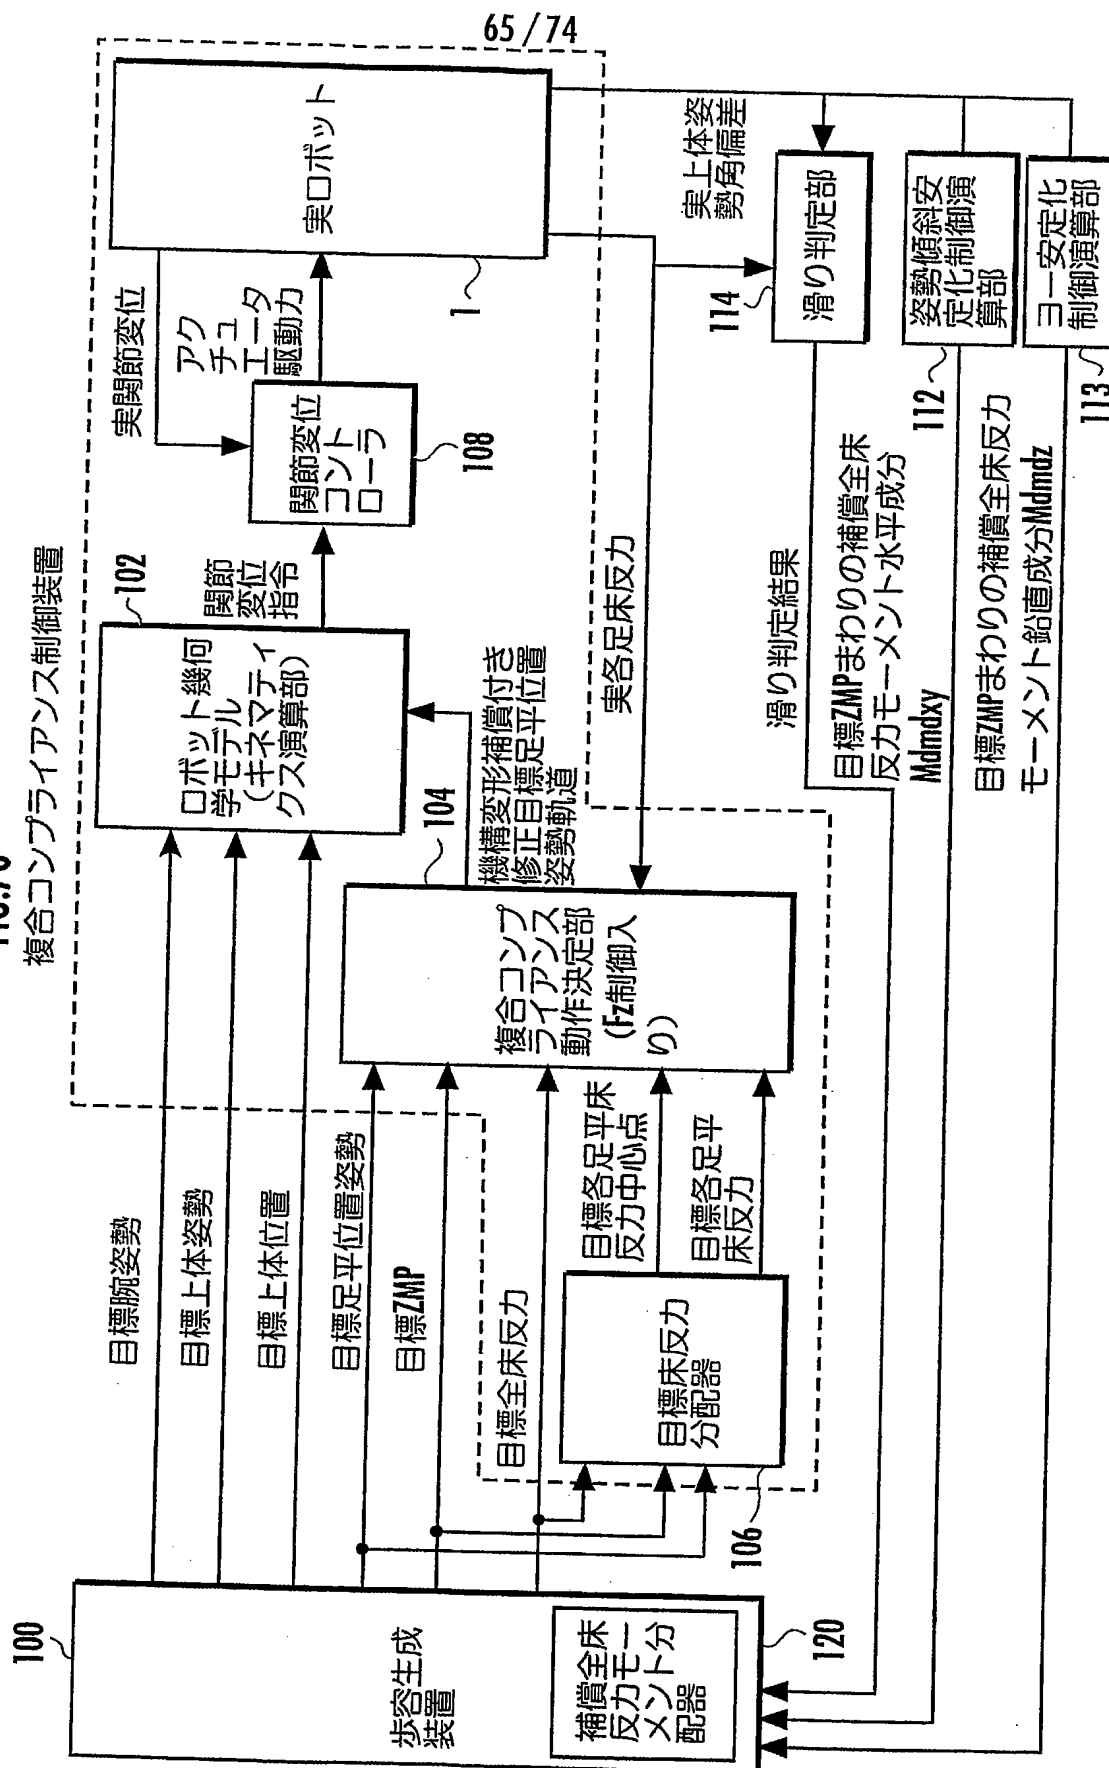 65/74
複合コンプライアンス制御装置
100
歩容生成
装置
補償全床
反力モー
メント分
配器
120
目標腕姿勢
目標上体姿勢
目標上体位置
目標足平位置姿勢
目標ZMP
目標全床反力
目標床反力
分配器
106
目標各足平床
反力中心点
目標各足平
床反力
102
ロボット幾何
学モデル
(キネマティ
クス演算部)
104
複合コンプ
ライアンス
動作決定部
(Fz制御入
り)
機構変形補償付き
修正目標足平位置
姿勢軌道
関節
変位
指令
関節変位
コント
ローラ
108
実関節変位
アク
チュ
エータ
駆動力
実ロボット
1
実各足床反力
実上体姿
勢角偏差
滑り判定部
114
滑り判定結果
姿勢傾斜安
定化制御演
算部
112
目標ZMPまわりの補償全床
反力モーメント水平成分
Mdmdxy
ヨー安定化
制御演算部
113
目標ZMPまわりの補償全床反力
モーメント鉛直成分Mdmdz